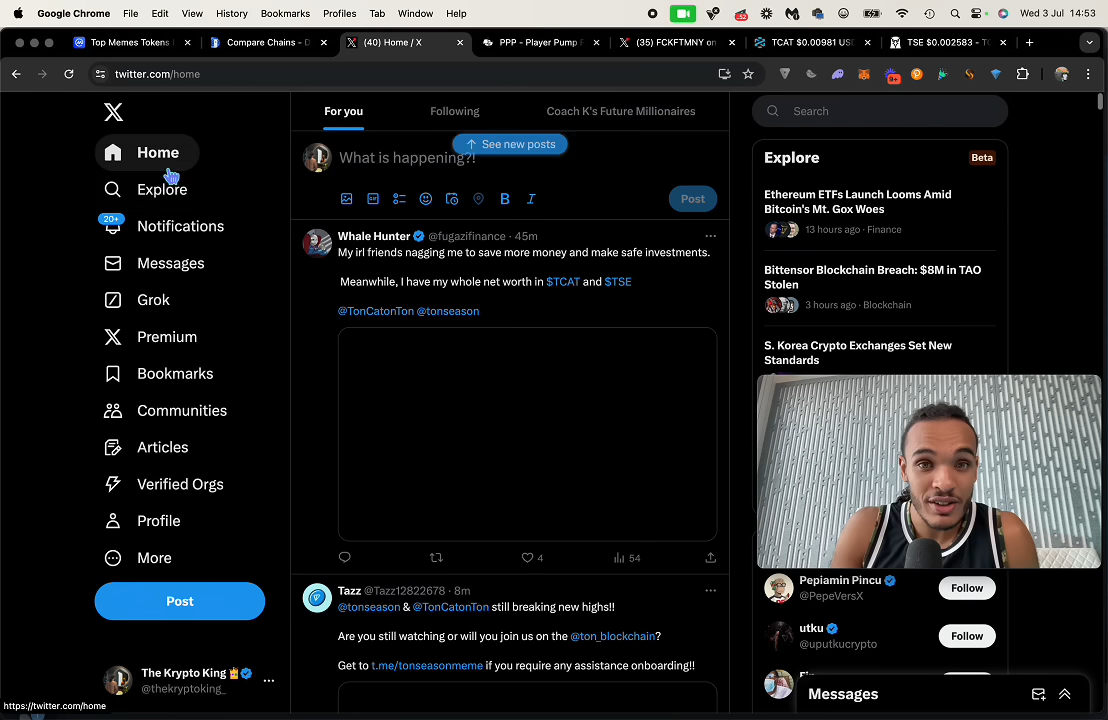 Google Chrome File Edit View History Bookmarks Profiles Tab Window Help Wed 3 Jul 14:53
Top Memes Tokens Compare Chains - D (40) Home / X PPP - Player Pump F (35) FCKFTMNY on TCAT $0.00981 US TSE $0.002583 - TO
twitter.com/home
9+
Home
Explore
20+
Notifications
Messages
Grok
Premium
Bookmarks
Communities
Articles
Verified Orgs
Profile
More
Post
The Krypto King
@thekryptoking_
https://twitter.com/home
For you Following Coach K's Future Millionaires
See new posts
What is happening?!
B I
Post
Whale Hunter @fugazifinance · 45m
My irl friends nagging me to save more money and make safe investments.
Meanwhile, I have my whole net worth in $TCAT and $TSE
@TonCatonTon @tonseason
4 54
Tazz @Tazz12822678 · 8m
@tonseason & @TonCatonTon still breaking new highs!!
Are you still watching or will you join us on the @ton_blockchain?
Get to t.me/tonseasonmeme if you require any assistance onboarding!!
Search
Explore Beta
Ethereum ETFs Launch Looms Amid
Bitcoin's Mt. Gox Woes
13 hours ago · Finance
Bittensor Blockchain Breach: $8M in TAO
Stolen
3 hours ago · Blockchain
S. Korea Crypto Exchanges Set New
Standards
Pepiamin Pincu
@PepeVersX
Follow
utku
@uputkucrypto
Follow
Messages